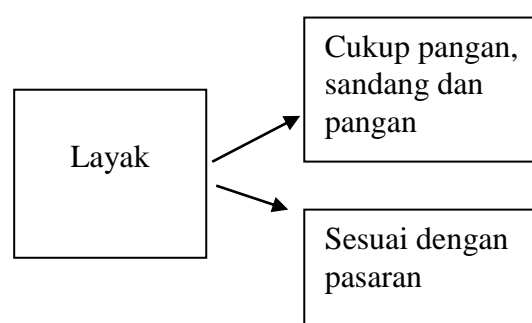 Layak
Cukup pangan,
sandang dan
pangan
Sesuai dengan
pasaran